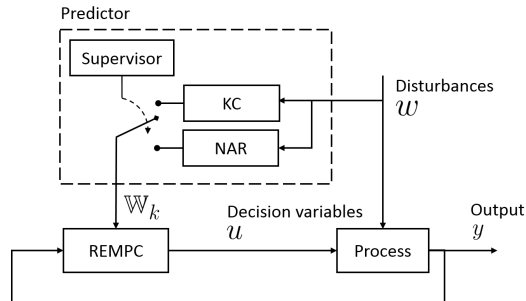 Predictor
Supervisor
KC
Disturbances
w
NAR
𝕎k
Decision variables
u
Output
y
REMPC
Process